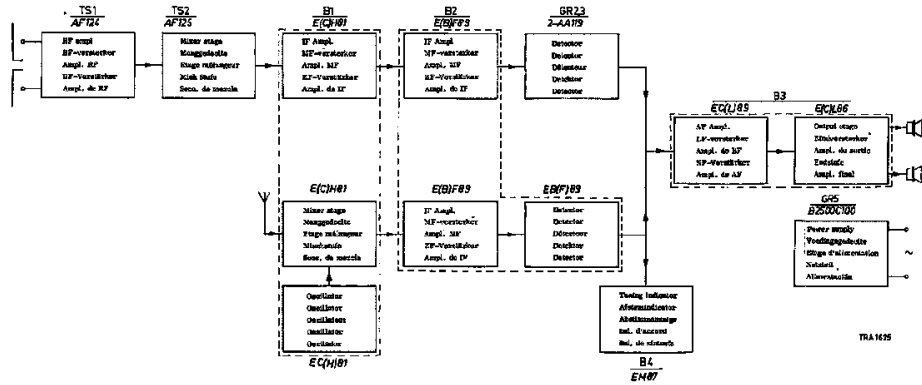 TS1
AF124
HF ampl
HF-versterker
Ampl. HF
HF-Verstärker
Ampl. de RF
TS2
AF125
Mixer stage
Menggedeelte
Etage mélangeur
Misch Stufe
Secc. de mezcla
B1
E(C)H81
IF Ampl.
MF-versterker
Ampl. MF
ZF-Verstärker
Ampl. de IF
B2
E(B)F89
IF Ampl
MF-versterker
Ampl. MF
ZF-Verstärker
Ampl. de IF
GR2,3
2-AA119
Detector
Detector
Détecteur
Detektor
Detector
B3
EC(L)86
AF Ampl.
LF-versterker
Ampl. de BF
NF-Verstärker
Ampl. de AF
E(C)L86
Output stage
Eindversterker
Ampl. de sortie
Endstufe
Ampl. final
E(C)H81
Mixer stage
Menggedeelte
Etage mélangeur
Mischstufe
Secc. de mezcla
E(B)F89
IF Ampl.
MF-versterker
Ampl. MF
ZF-Verstärker
Ampl. de IF
EB(F)89
Detector
Detector
Détecteur
Detektor
Detector
GR5
B250C100
Power supply
Voedingsgedeelte
Etage d'alimentation
Netzteil
Alimentación
~
Oscillator
Oscillator
Oscillateur
Oszillator
Oscilador
EC(H)81
Tuning indicator
Afstemindicator
Abstimmanzeige
Ind. d'accord
Ind. de sintonía
B4
EM87
TRA1625